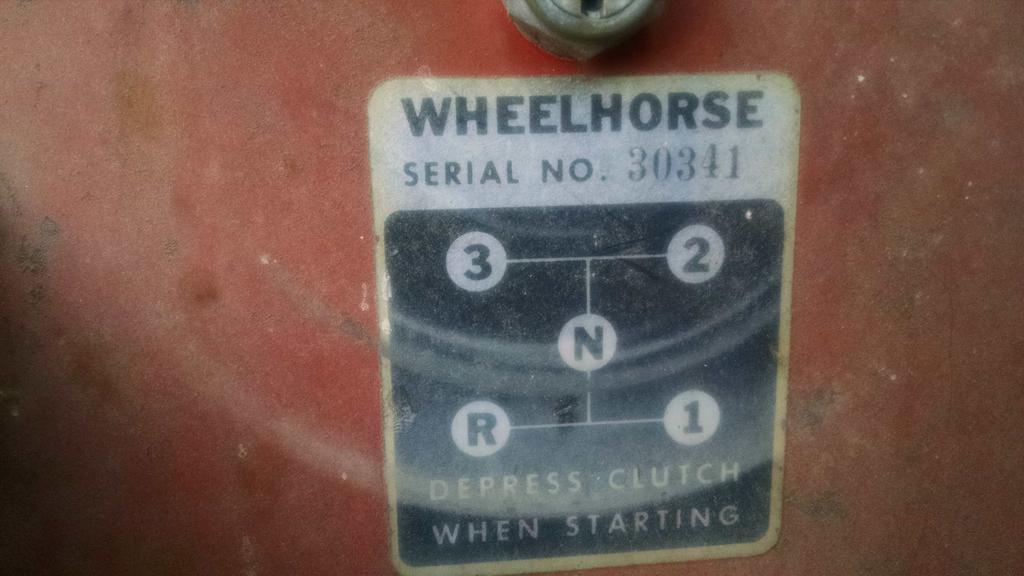 WHEELHORSE
SERIAL NO. 30341
3 2
N
R 1
DEPRESS CLUTCH
WHEN STARTING